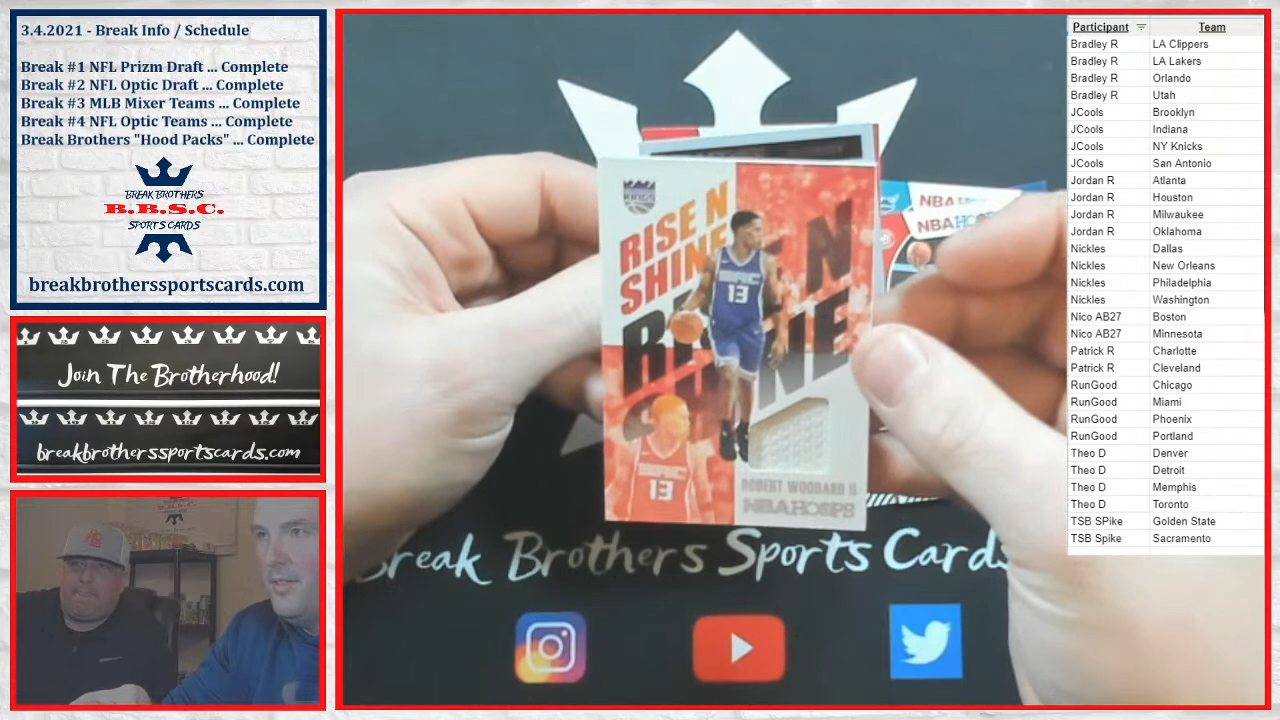 3.4.2021 - Break Info / Schedule
Break #1 NFL Prizm Draft ... Complete
Break #2 NFL Optic Draft ... Complete
Break #3 MLB Mixer Teams ... Complete
Break #4 NFL Optic Teams ... Complete
Break Brothers "Hood Packs" ... Complete
BREAK BROTHERS
B.B.S.C.
SPORTS CARDS
breakbrotherssportscards.com
Join The Brotherhood!
breakbrotherssportscards.com
KINGS
RISE N
SHINE
13
13
ROBERT WOODARD II
NBA HOOPS
NBA
NBA HOOPS
Break Brothers Sports Cards
Participant Team
Bradley R LA Clippers
Bradley R LA Lakers
Bradley R Orlando
Bradley R Utah
JCools Brooklyn
JCools Indiana
JCools NY Knicks
JCools San Antonio
Jordan R Atlanta
Jordan R Houston
Jordan R Milwaukee
Jordan R Oklahoma
Nickles Dallas
Nickles New Orleans
Nickles Philadelphia
Nickles Washington
Nico AB27 Boston
Nico AB27 Minnesota
Patrick R Charlotte
Patrick R Cleveland
RunGood Chicago
RunGood Miami
RunGood Phoenix
RunGood Portland
Theo D Denver
Theo D Detroit
Theo D Memphis
Theo D Toronto
TSB SPike Golden State
TSB Spike Sacramento